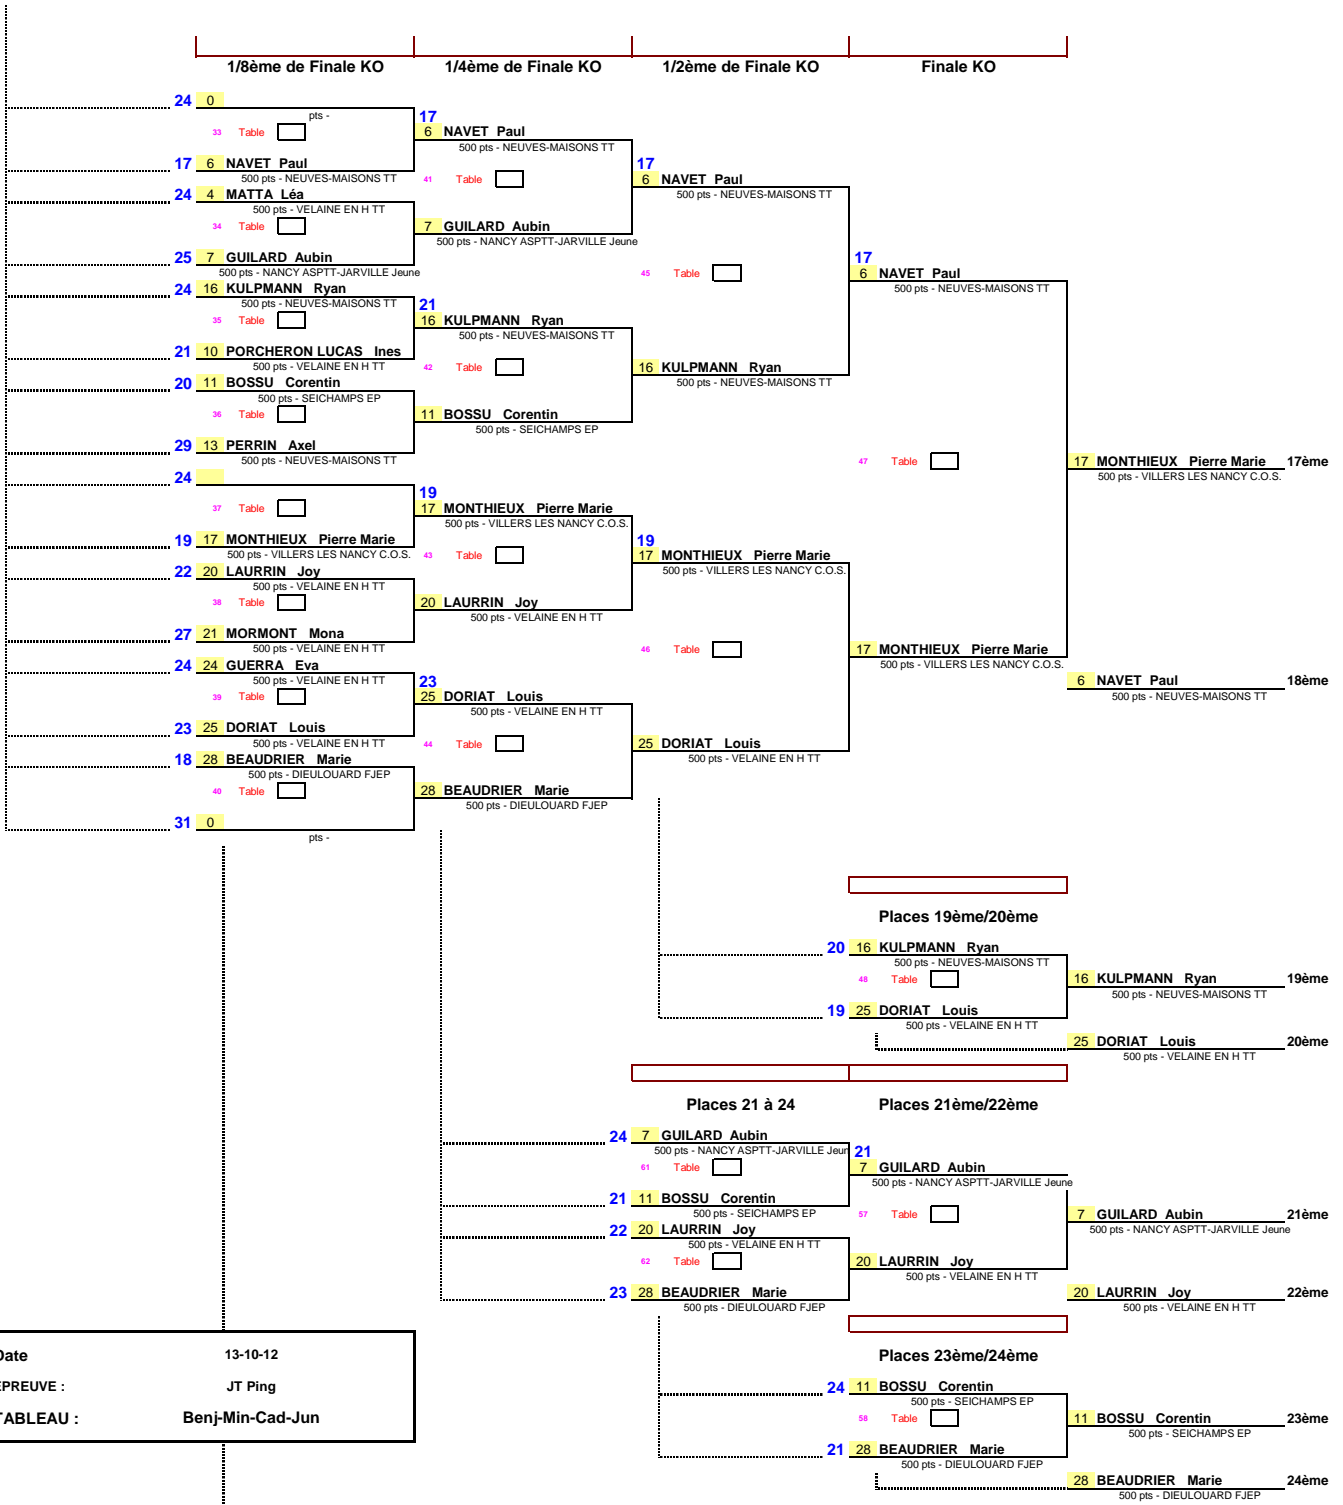 1/8ème de Finale KO 1/4ème de Finale KO 1/2ème de Finale KO Finale KO
24 0
pts -
17
33 Table
6 NAVET Paul
500 pts - NEUVES-MAISONS TT
17 6 NAVET Paul
500 pts - NEUVES-MAISONS TT
17
41 Table
6 NAVET Paul
500 pts - NEUVES-MAISONS TT
24 4 MATTA Léa
500 pts - VELAINE EN H TT
34 Table
7 GUILARD Aubin
500 pts - NANCY ASPTT-JARVILLE Jeune
25 7 GUILARD Aubin
500 pts - NANCY ASPTT-JARVILLE Jeune
17
45 Table
6 NAVET Paul
500 pts - NEUVES-MAISONS TT
24 16 KULPMANN Ryan
500 pts - NEUVES-MAISONS TT
21
35 Table
16 KULPMANN Ryan
500 pts - NEUVES-MAISONS TT
21 10 PORCHERON LUCAS Ines
500 pts - VELAINE EN H TT
42 Table
16 KULPMANN Ryan
500 pts - NEUVES-MAISONS TT
20 11 BOSSU Corentin
500 pts - SEICHAMPS EP
36 Table
11 BOSSU Corentin
500 pts - SEICHAMPS EP
29 13 PERRIN Axel
500 pts - NEUVES-MAISONS TT
47 Table
17 MONTHIEUX Pierre Marie 17ème
500 pts - VILLERS LES NANCY C.O.S.
24
19
37 Table
17 MONTHIEUX Pierre Marie
500 pts - VILLERS LES NANCY C.O.S.
19 17 MONTHIEUX Pierre Marie
500 pts - VILLERS LES NANCY C.O.S.
19
43 Table
17 MONTHIEUX Pierre Marie
500 pts - VILLERS LES NANCY C.O.S.
22 20 LAURRIN Joy
500 pts - VELAINE EN H TT
38 Table
20 LAURRIN Joy
500 pts - VELAINE EN H TT
27 21 MORMONT Mona
500 pts - VELAINE EN H TT
46 Table
17 MONTHIEUX Pierre Marie
500 pts - VILLERS LES NANCY C.O.S.
24 24 GUERRA Eva
500 pts - VELAINE EN H TT
6 NAVET Paul 18ème
500 pts - NEUVES-MAISONS TT
23
39 Table
25 DORIAT Louis
500 pts - VELAINE EN H TT
23 25 DORIAT Louis
500 pts - VELAINE EN H TT
44 Table
25 DORIAT Louis
500 pts - VELAINE EN H TT
18 28 BEAUDRIER Marie
500 pts - DIEULOUARD FJEP
40 Table
28 BEAUDRIER Marie
500 pts - DIEULOUARD FJEP
31 0
pts -
Places 19ème/20ème
20 16 KULPMANN Ryan
500 pts - NEUVES-MAISONS TT
48 Table
16 KULPMANN Ryan 19ème
500 pts - NEUVES-MAISONS TT
19 25 DORIAT Louis
500 pts - VELAINE EN H TT
25 DORIAT Louis 20ème
500 pts - VELAINE EN H TT
Places 21 à 24 Places 21ème/22ème
24 7 GUILARD Aubin
500 pts - NANCY ASPTT-JARVILLE Jeun
21
61 Table
7 GUILARD Aubin
500 pts - NANCY ASPTT-JARVILLE Jeune
21 11 BOSSU Corentin
500 pts - SEICHAMPS EP
57 Table
7 GUILARD Aubin 21ème
500 pts - NANCY ASPTT-JARVILLE Jeune
22 20 LAURRIN Joy
500 pts - VELAINE EN H TT
62 Table
20 LAURRIN Joy
500 pts - VELAINE EN H TT
23 28 BEAUDRIER Marie
500 pts - DIEULOUARD FJEP
20 LAURRIN Joy 22ème
500 pts - VELAINE EN H TT
Places 23ème/24ème
24 11 BOSSU Corentin
500 pts - SEICHAMPS EP
58 Table
11 BOSSU Corentin 23ème
500 pts - SEICHAMPS EP
21 28 BEAUDRIER Marie
500 pts - DIEULOUARD FJEP
28 BEAUDRIER Marie 24ème
500 pts - DIEULOUARD FJEP
Date 13-10-12
EPREUVE : JT Ping
TABLEAU : Benj-Min-Cad-Jun